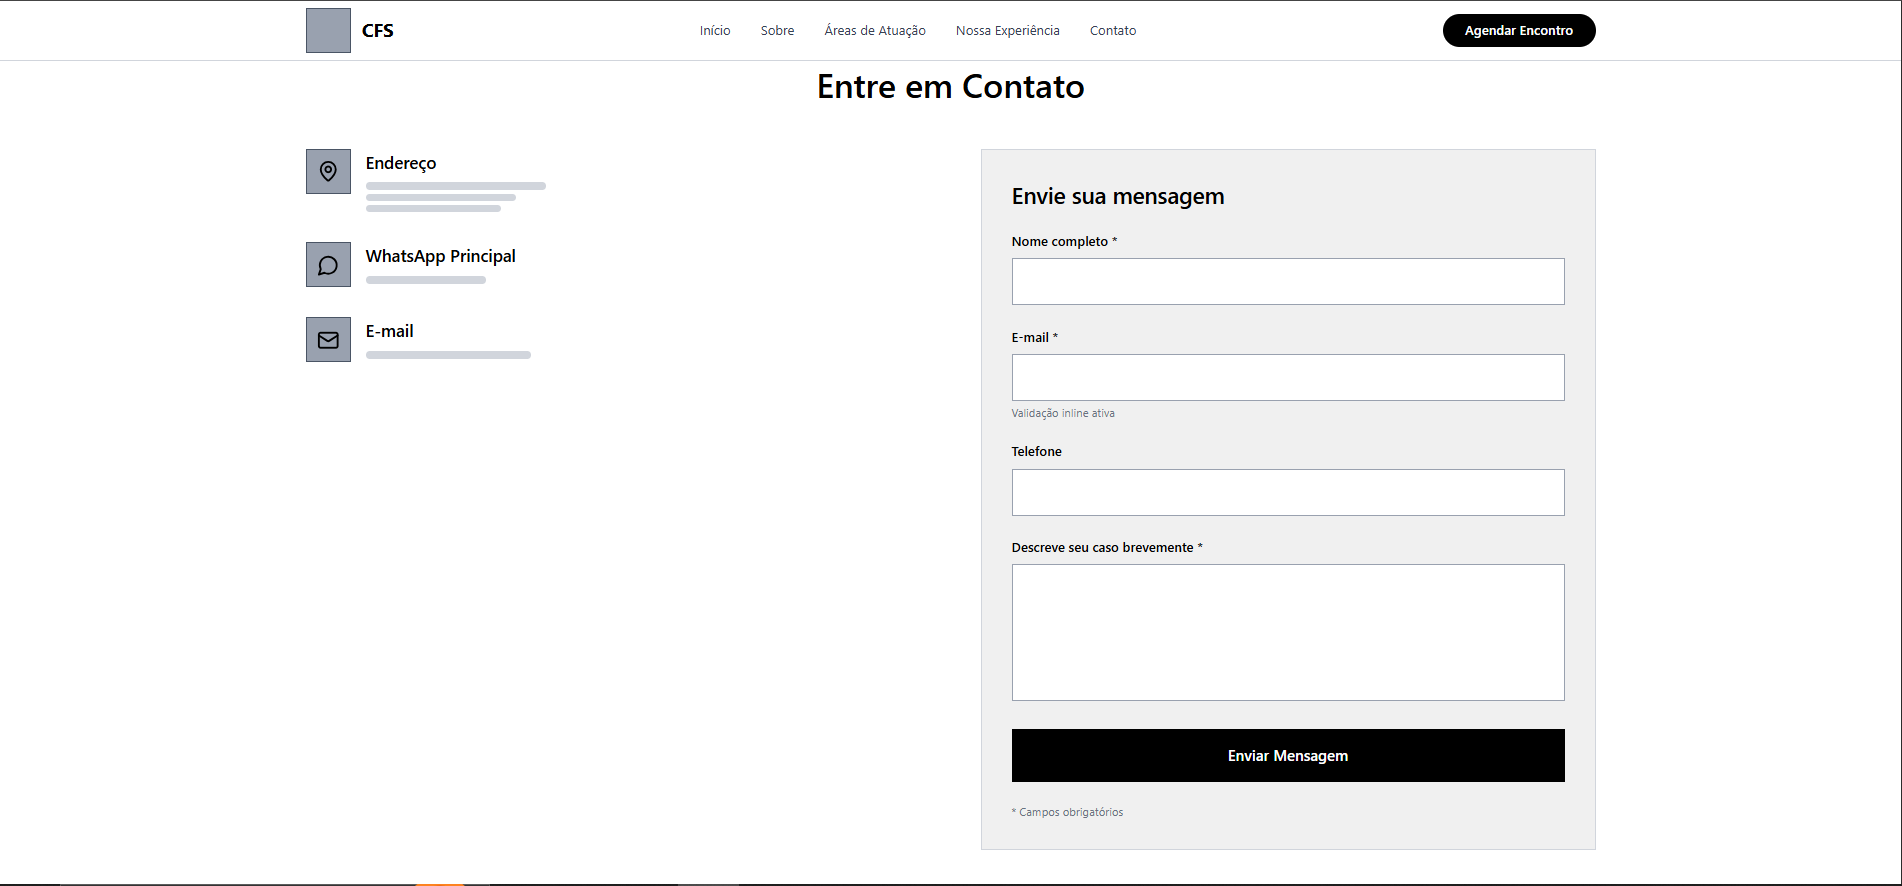 CFS
Início
Sobre
Áreas de Atuação
Nossa Experiência
Contato
Agendar Encontro
Entre em Contato
Endereço
WhatsApp Principal
E-mail
Envie sua mensagem
Nome completo *
E-mail *
Validação inline ativa
Telefone
Descreve seu caso brevemente *
Enviar Mensagem
* Campos obrigatórios